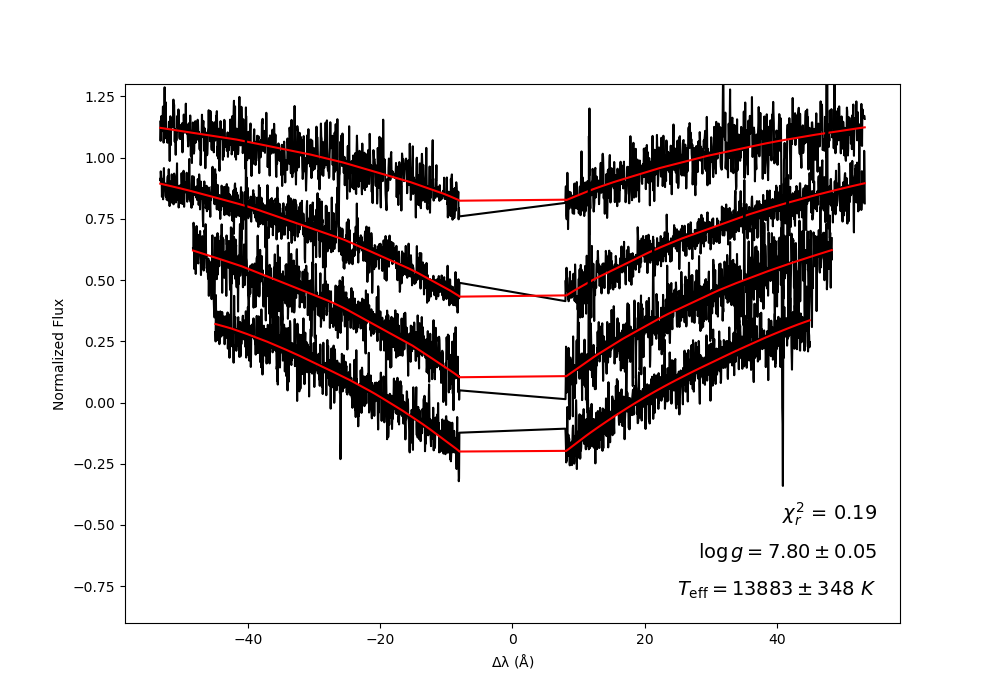 1.25
1.00
0.75
0.50
0.25
0.00
−0.25
−0.50
−0.75
Normalized Flux
χ²ᵣ = 0.19
log g = 7.80 ± 0.05
T_eff = 13883 ± 348 K
−40 −20 0 20 40
Δλ (Å)